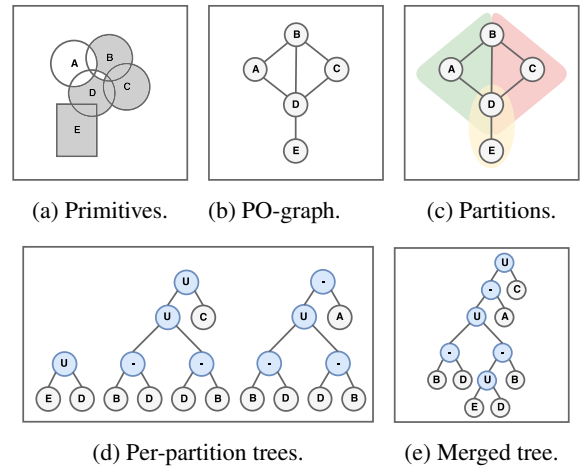 A B C D E
B A C D E
B A C D E
(a) Primitives. (b) PO-graph. (c) Partitions.
U -
U C U A
U - - - -
E D B D D B B D D B
U
- C
U A
- -
B D U B
E D
(d) Per-partition trees. (e) Merged tree.